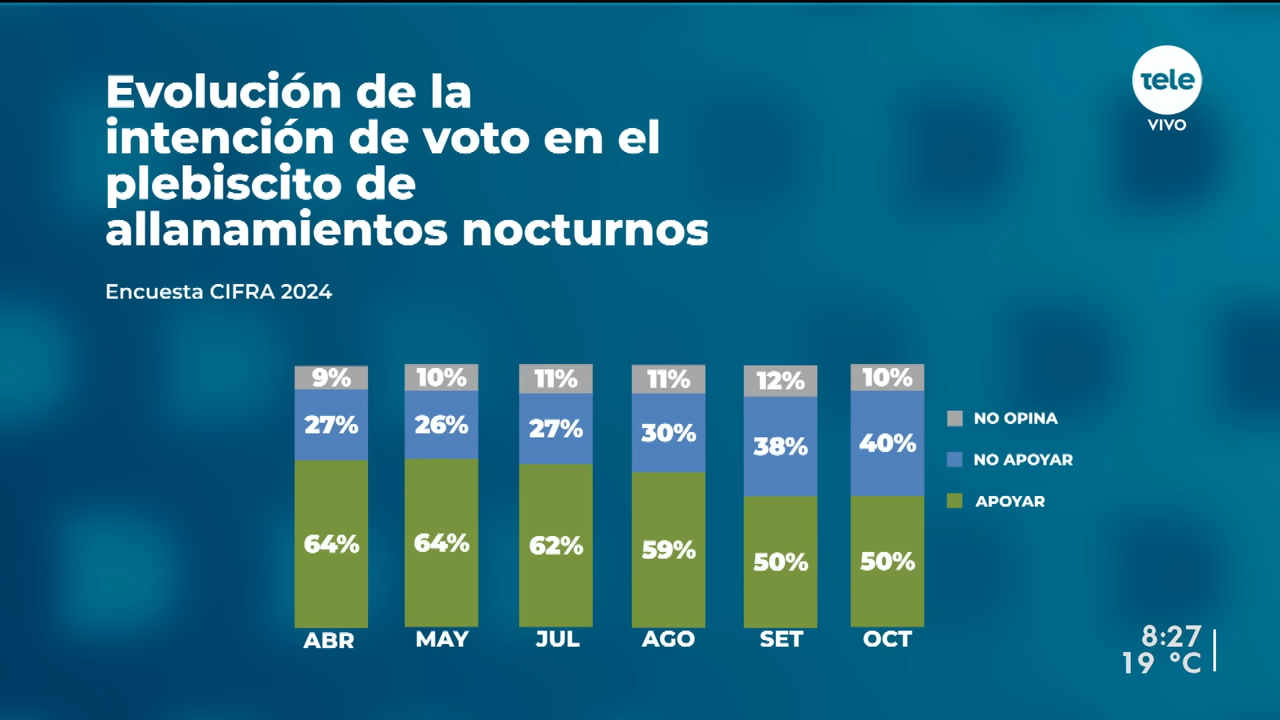 Evolución de la
intención de voto en el
plebiscito de
allanamientos nocturnos
Encuesta CIFRA 2024
tele
VIVO
9% 10% 11% 11% 12% 10%
27% 26% 27% 30% 38% 40%
64% 64% 62% 59% 50% 50%
ABR MAY JUL AGO SET OCT
NO OPINA
NO APOYAR
APOYAR
8:27
19 °C